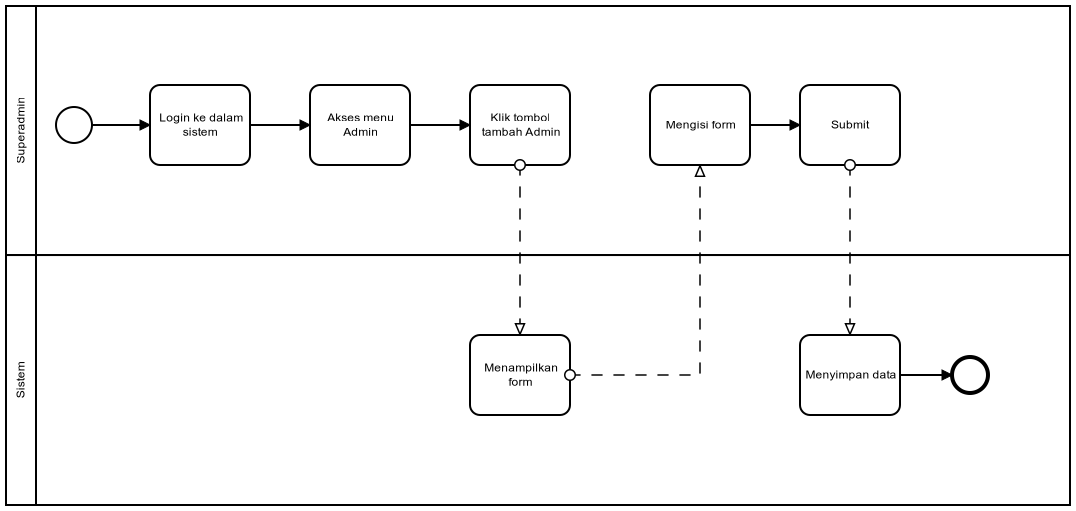 Superadmin
Login ke dalam
sistem
Akses menu
Admin
Klik tombol
tambah Admin
Mengisi form
Submit
Sistem
Menampilkan
form
Menyimpan data